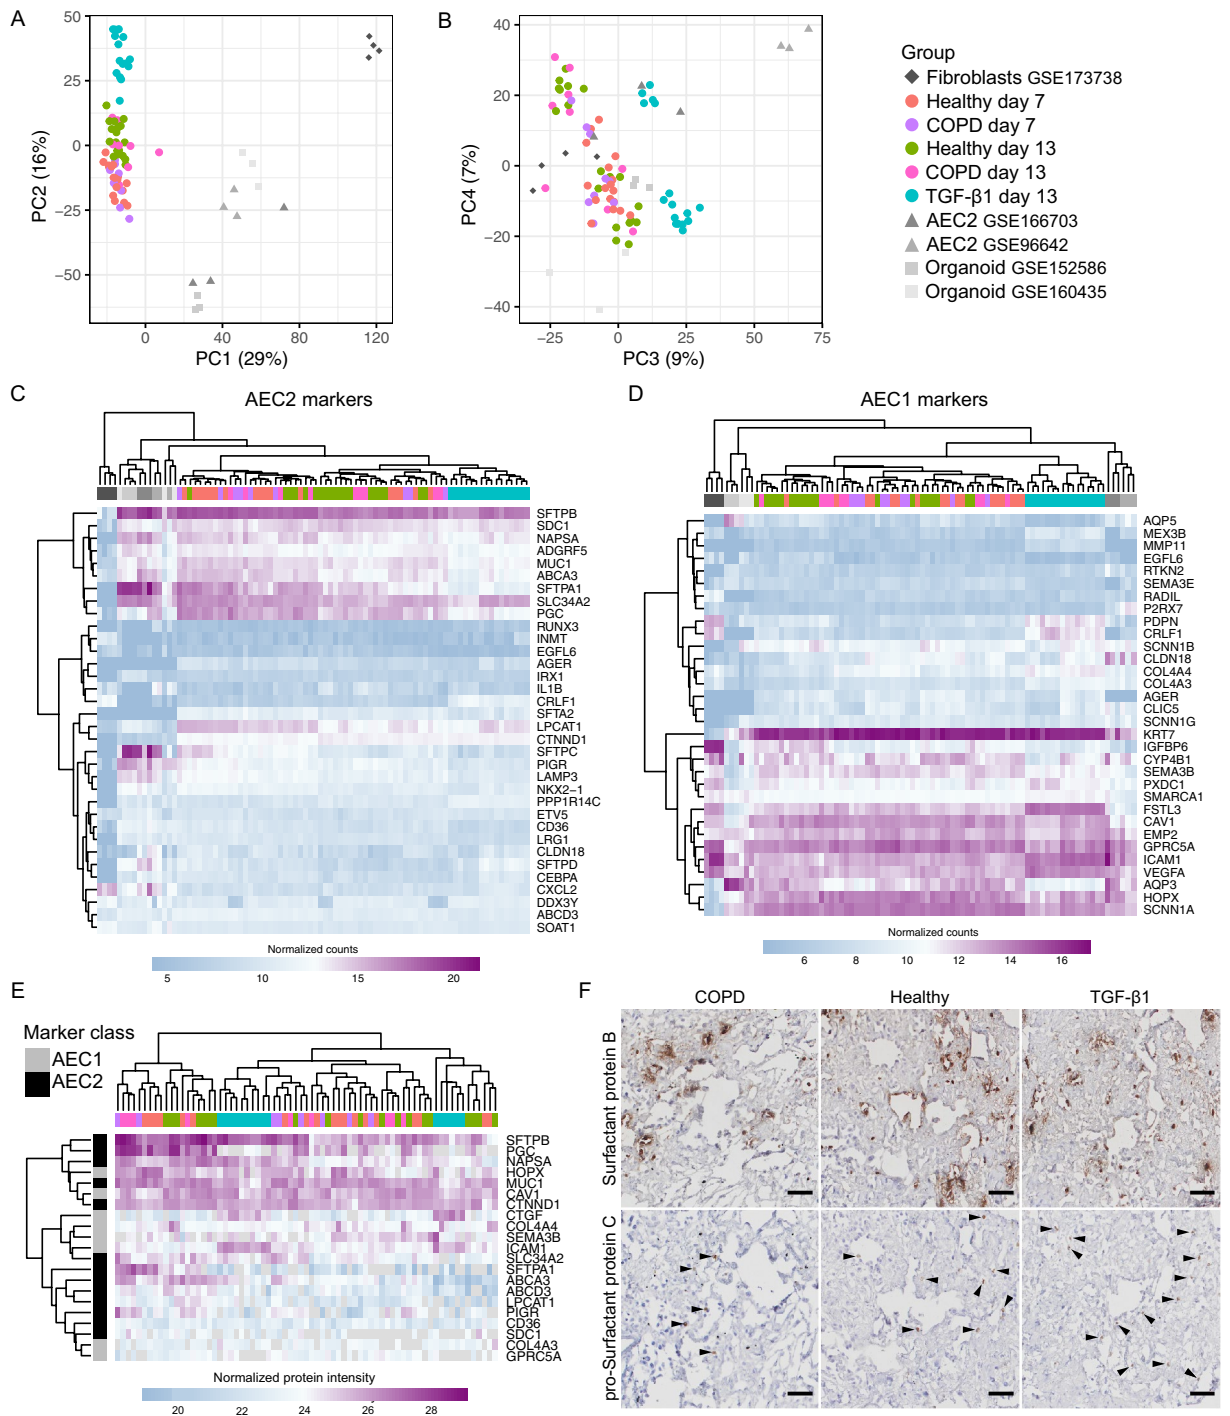 A
50
25
0
−25
−50
PC2 (16%)
0
40
80
120
PC1 (29%)
B
40
20
0
−20
−40
PC4 (7%)
−25
0
25
50
75
PC3 (9%)
Group
Fibroblasts GSE173738
Healthy day 7
COPD day 7
Healthy day 13
COPD day 13
TGF-β1 day 13
AEC2 GSE166703
AEC2 GSE96642
Organoid GSE152586
Organoid GSE160435
C
AEC2 markers
SFTPB
SDC1
NAPSA
ADGRF5
MUC1
ABCA3
SFTPA1
SLC34A2
PGC
RUNX3
INMT
EGFL6
AGER
IRX1
IL1B
CRLF1
SFTA2
LPCAT1
CTNND1
SFTPC
PIGR
LAMP3
NKX2−1
PPP1R14C
ETV5
CD36
LRG1
CLDN18
SFTPD
CEBPA
CXCL2
DDX3Y
ABCD3
SOAT1
Normalized counts
5
10
15
20
D
AEC1 markers
AQP5
MEX3B
MMP11
EGFL6
RTKN2
SEMA3E
RADIL
P2RX7
PDPN
CRLF1
SCNN1B
CLDN18
COL4A4
COL4A3
AGER
CLIC5
SCNN1G
KRT7
IGFBP6
CYP4B1
SEMA3B
PXDC1
SMARCA1
FSTL3
CAV1
EMP2
GPRC5A
ICAM1
VEGFA
AQP3
HOPX
SCNN1A
Normalized counts
6
8
10
12
14
16
E
Marker class
AEC1
AEC2
SFTPB
PGC
NAPSA
HOPX
MUC1
CAV1
CTNND1
CTGF
COL4A4
SEMA3B
ICAM1
SLC34A2
SFTPA1
ABCA3
ABCD3
LPCAT1
PIGR
CD36
SDC1
COL4A3
GPRC5A
Normalized protein intensity
20
22
24
26
28
F
COPD
Healthy
TGF-β1
Surfactant protein B
pro-Surfactant protein C